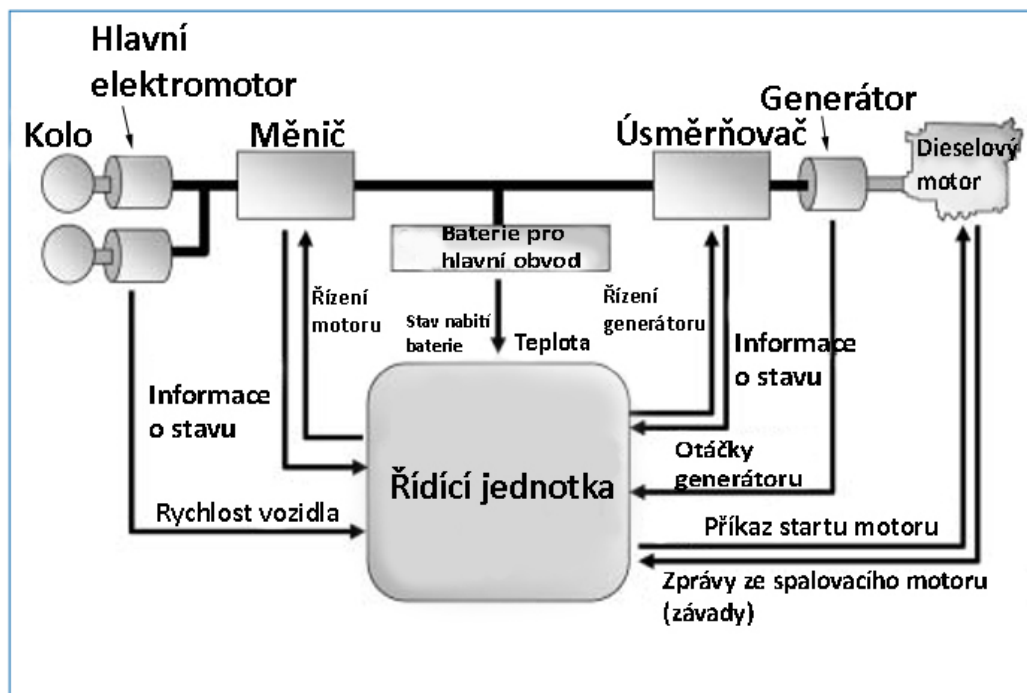 Hlavní
elektromotor
Kolo
Měnič
Úsměrňovač
Generátor
Dieselový
motor
Baterie pro
hlavní obvod
Řízení
motoru
Stav nabití
baterie
Teplota
Řízení
generátoru
Informace
o stavu
Informace
o stavu
Řídící jednotka
Otáčky
generátoru
Rychlost vozidla
Příkaz startu motoru
Zprávy ze spalovacího motoru
(závady)